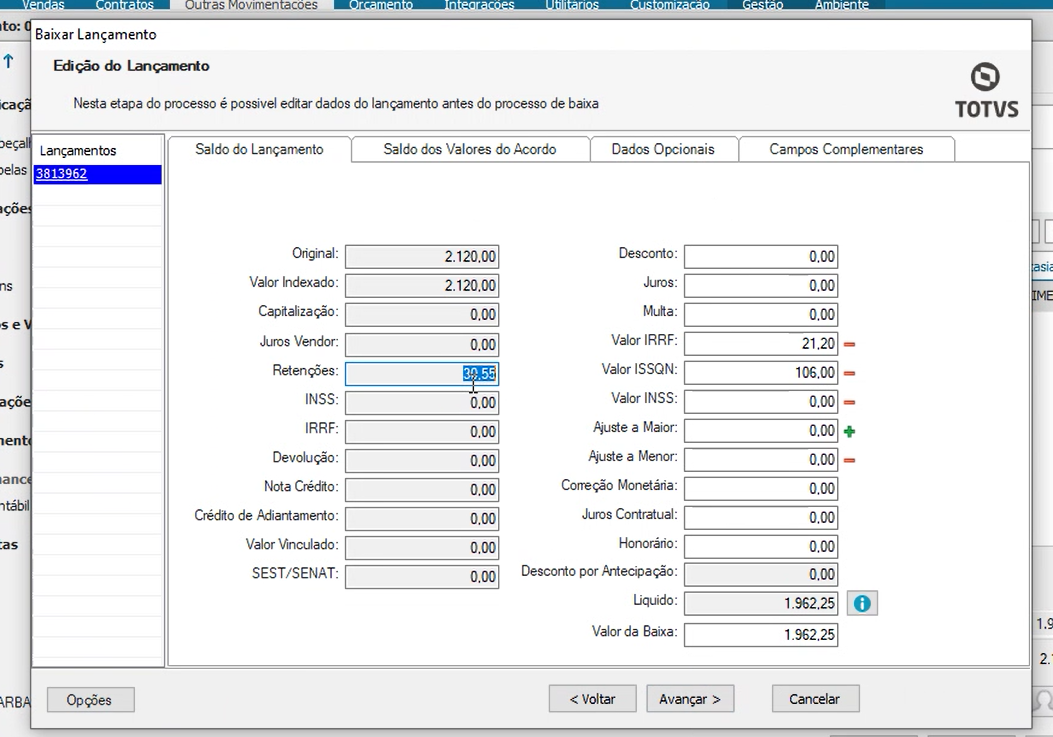 Vendas Contratos Outras Movimentações Orçamento Integrações Utilitários Customização Gestão Ambiente
Baixar Lançamento
Edição do Lançamento
Nesta etapa do processo é possivel editar dados do lançamento antes do processo de baixa
TOTVS
Lançamentos
3813962
Saldo do Lançamento Saldo dos Valores do Acordo Dados Opcionais Campos Complementares
Original: 2.120,00
Valor Indexado: 2.120,00
Capitalização: 0,00
Juros Vendor: 0,00
Retenções: 30,55
INSS: 0,00
IRRF: 0,00
Devolução: 0,00
Nota Crédito: 0,00
Crédito de Adiantamento: 0,00
Valor Vinculado: 0,00
SEST/SENAT: 0,00
Desconto: 0,00
Juros: 0,00
Multa: 0,00
Valor IRRF: 21,20
Valor ISSQN: 106,00
Valor INSS: 0,00
Ajuste a Maior: 0,00
Ajuste a Menor: 0,00
Correção Monetária: 0,00
Juros Contratual: 0,00
Honorário: 0,00
Desconto por Antecipação: 0,00
Liquido: 1.962,25
Valor da Baixa: 1.962,25
Opções
< Voltar Avançar > Cancelar